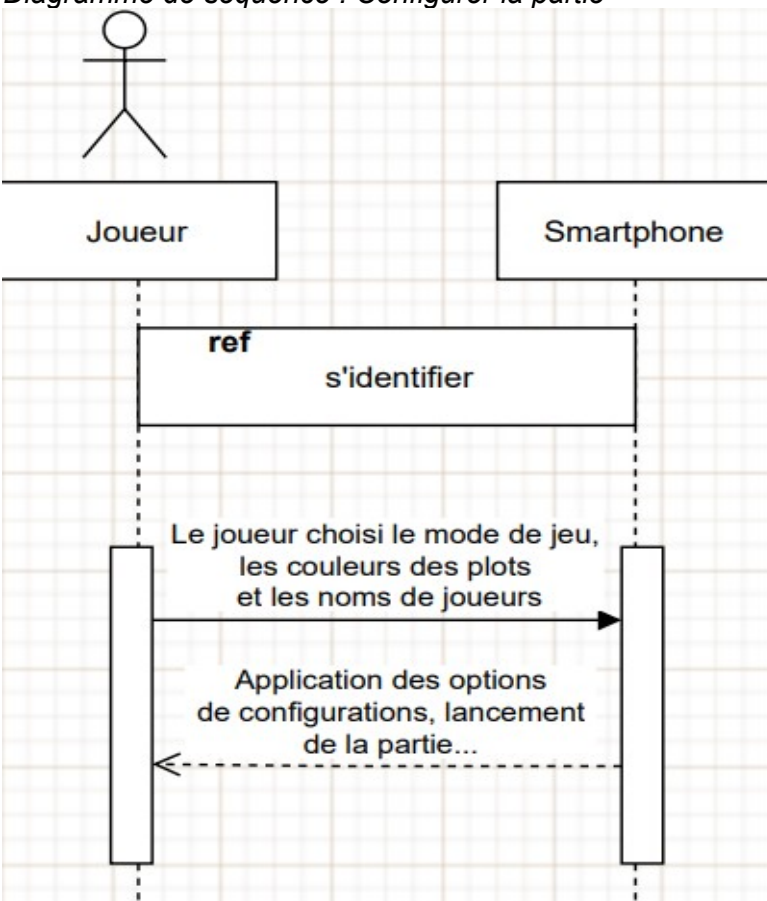 Diagramme de séquence : Configurer la partie
Joueur
Smartphone
ref
s'identifier
Le joueur choisi le mode de jeu,
les couleurs des plots
et les noms de joueurs
Application des options
de configurations, lancement
de la partie...